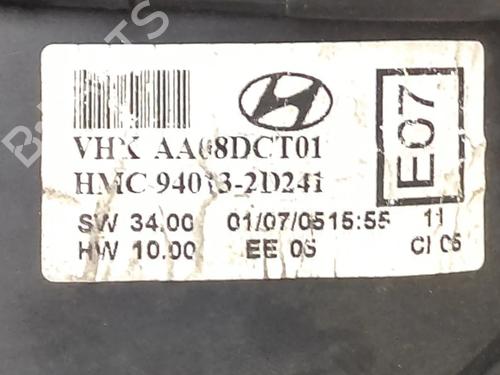 VHX AA08DCT01
HMC 94013-2D241
E07
SW 34.00 01/07/0515:55 11
HW 10.00 EE 05 CI 05